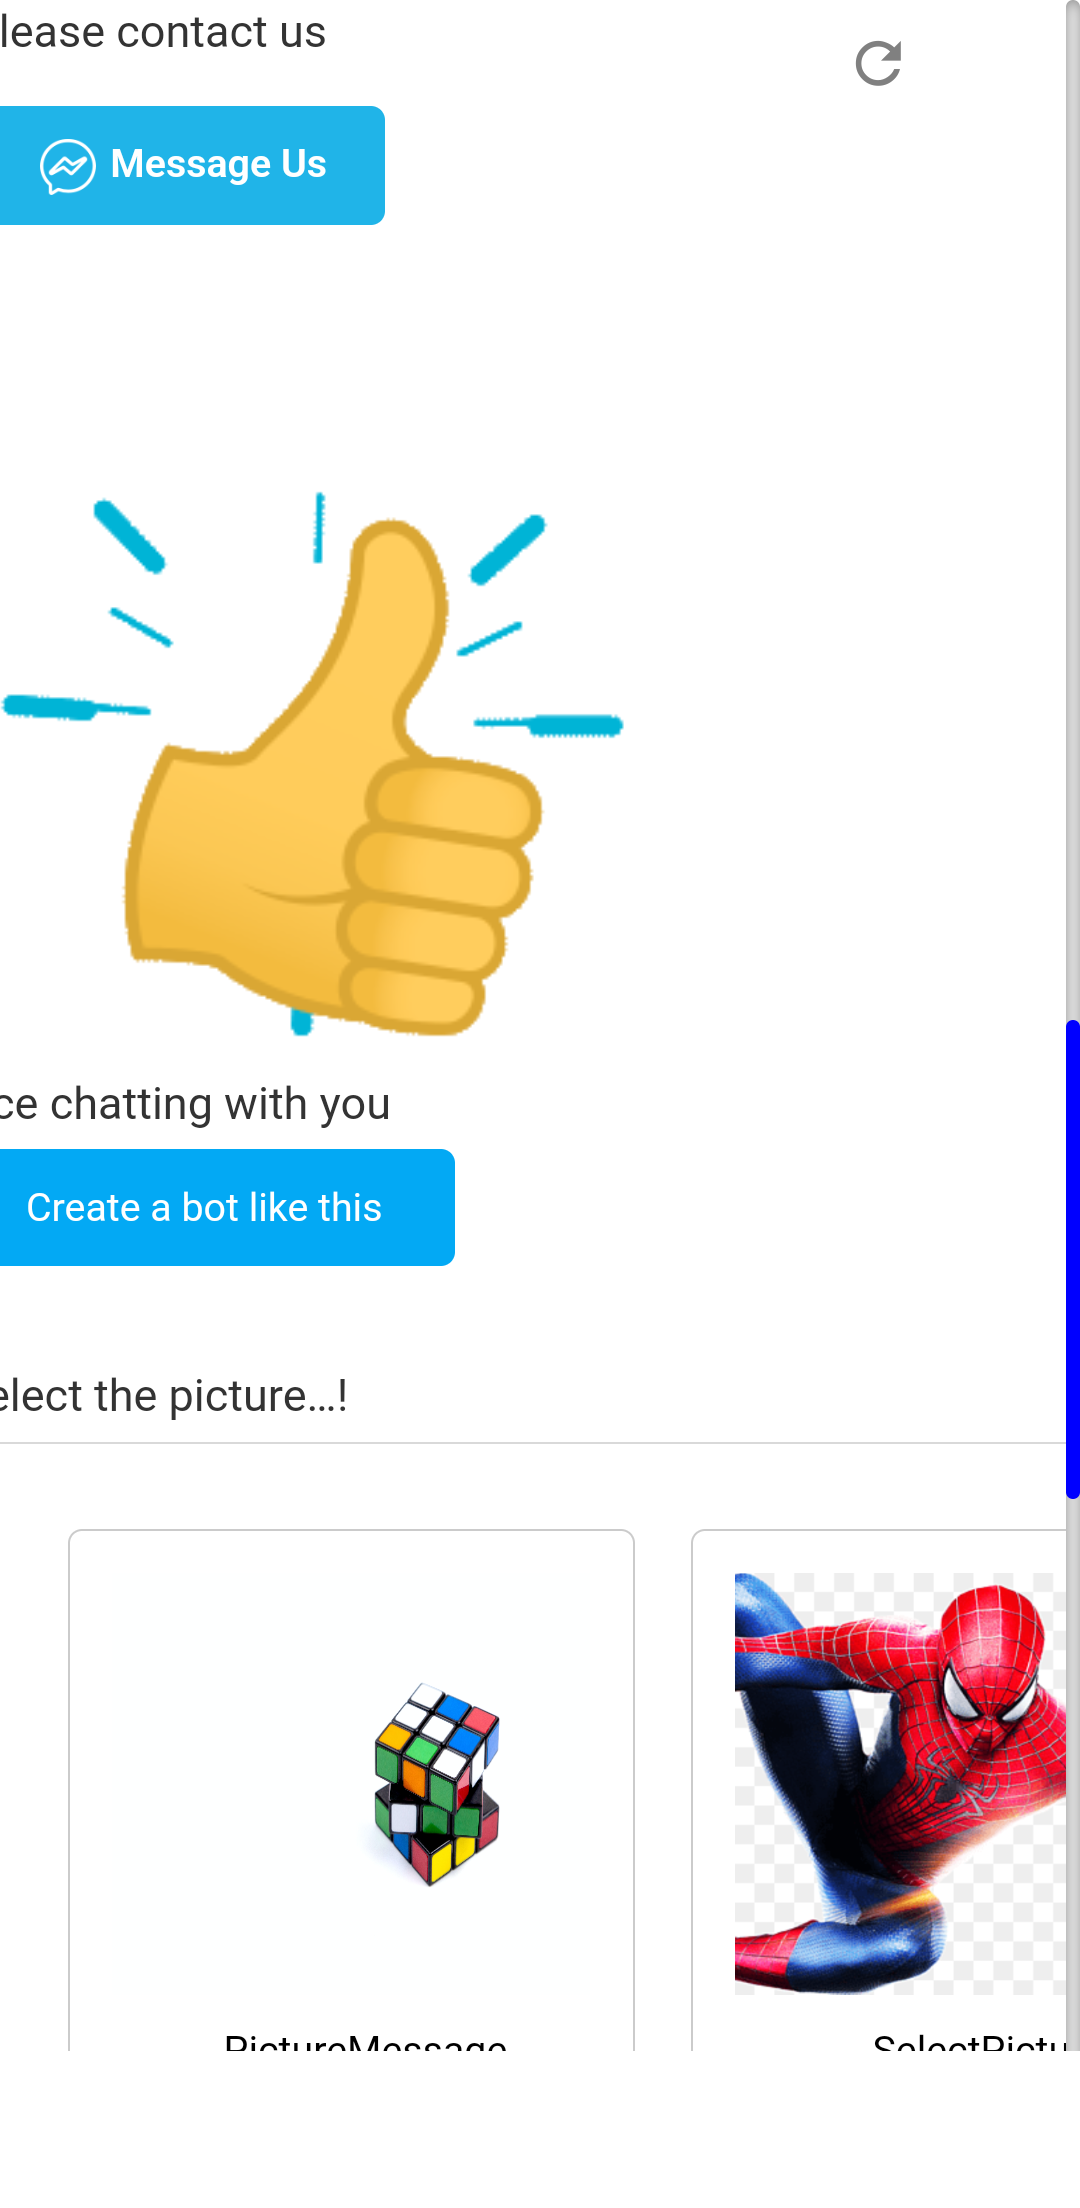 lease contact us
Message Us
ce chatting with you
Create a bot like this
elect the picture...!
PictureMessage
SelectPictu